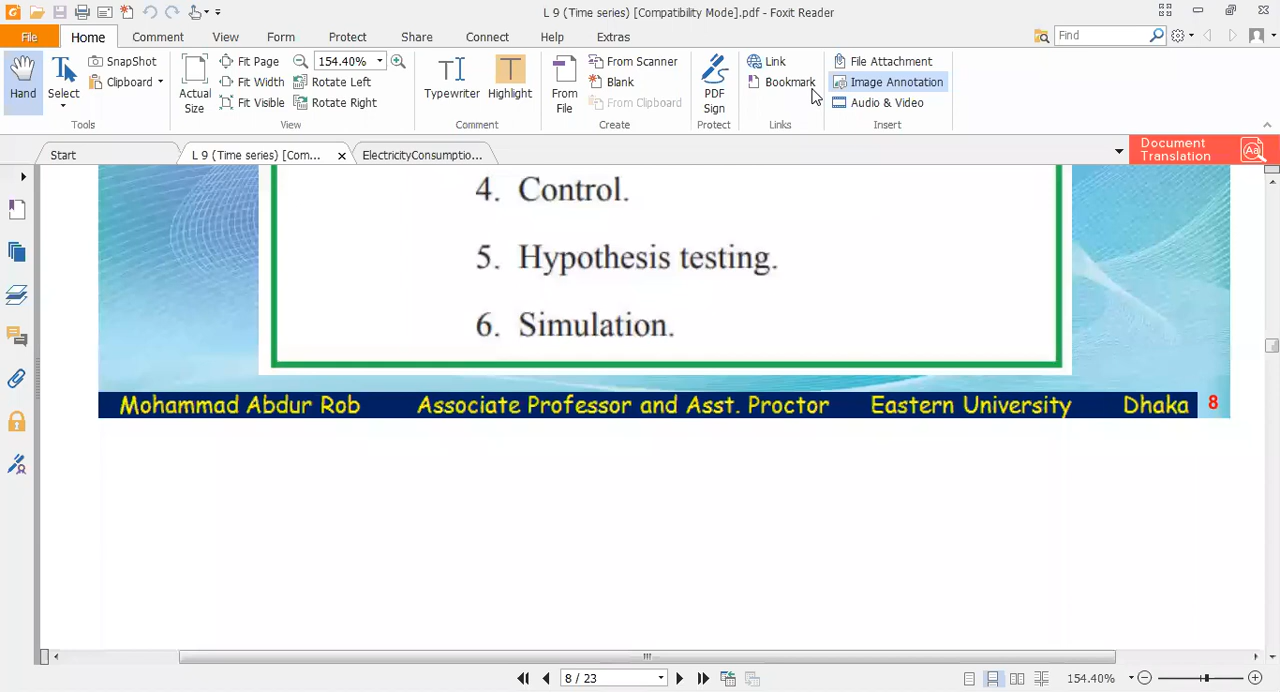 L 9 (Time series) [Compatibility Mode].pdf - Foxit Reader
File Home Comment View Form Protect Share Connect Help Extras Find
Hand Select SnapShot Clipboard Tools
Actual Size Fit Page Fit Width Fit Visible 154.40% Rotate Left Rotate Right View
Typewriter Highlight Comment
From File From Scanner Blank From Clipboard Create
PDF Sign Protect
Link Bookmark Links
File Attachment Image Annotation Audio & Video Insert
Start L 9 (Time series) [Com... ElectricityConsumptio...
Document Translation
4. Control.
5. Hypothesis testing.
6. Simulation.
Mohammad Abdur Rob Associate Professor and Asst. Proctor Eastern University Dhaka 8
8 / 23 154.40%